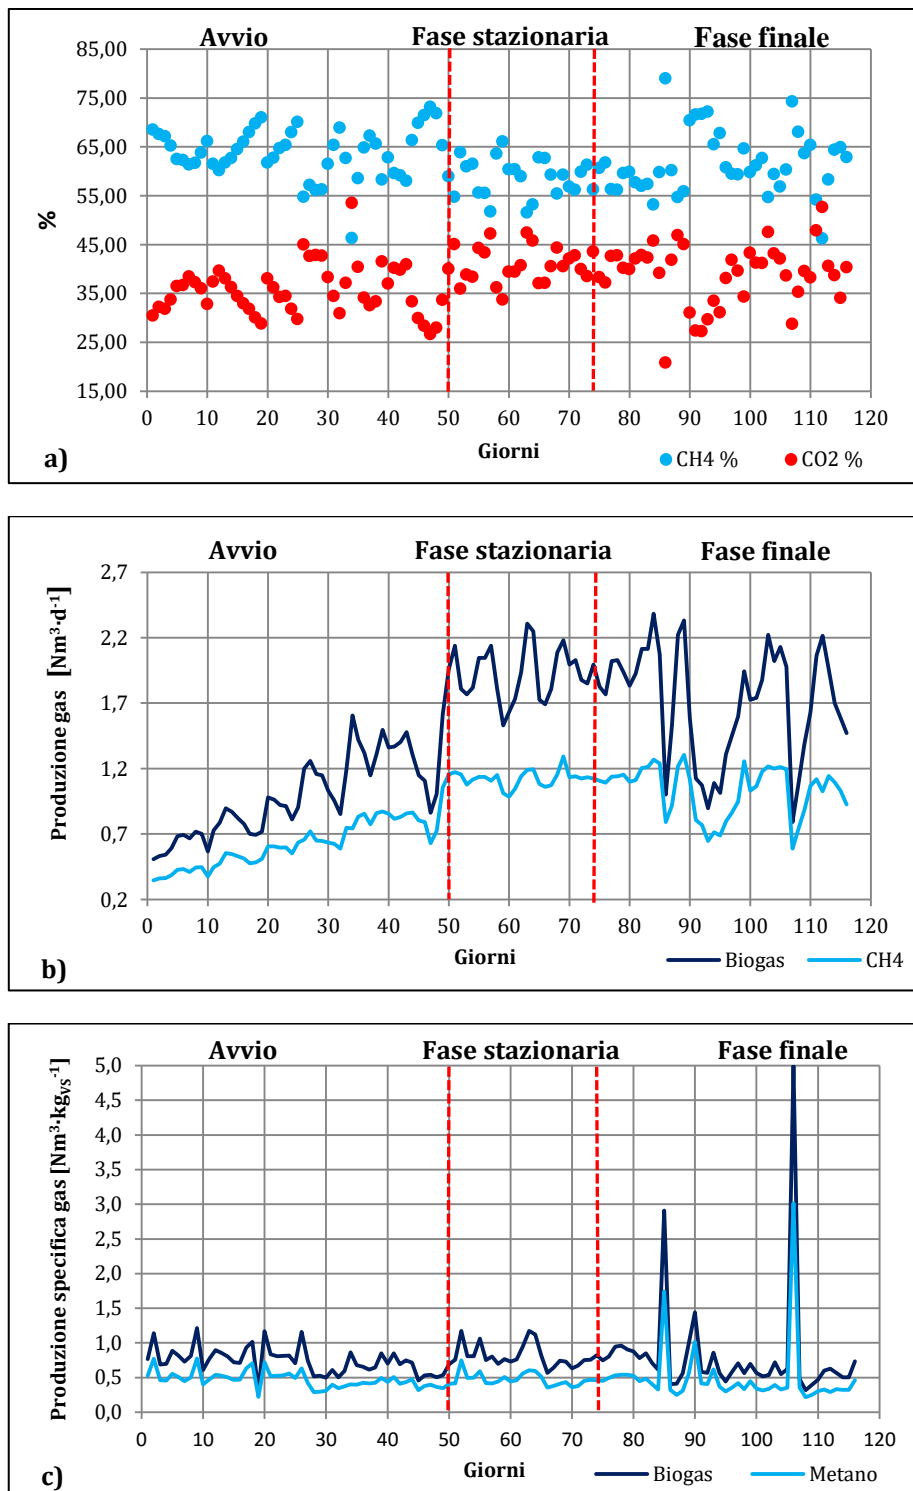 Avvio Fase stazionaria Fase finale
85,00
75,00
65,00
55,00
45,00
35,00
25,00
15,00
%
0 10 20 30 40 50 60 70 80 90 100 110 120
Giorni
a)
CH4 % CO2 %
Avvio Fase stazionaria Fase finale
2,7
2,2
1,7
1,2
0,7
0,2
Produzione gas [Nm³·d⁻¹]
0 10 20 30 40 50 60 70 80 90 100 110 120
Giorni
b)
Biogas CH4
Avvio Fase stazionaria Fase finale
5,0
4,5
4,0
3,5
3,0
2,5
2,0
1,5
1,0
0,5
0,0
Produzione specifica gas [Nm³·kgVS⁻¹]
0 10 20 30 40 50 60 70 80 90 100 110 120
Giorni
c)
Biogas Metano